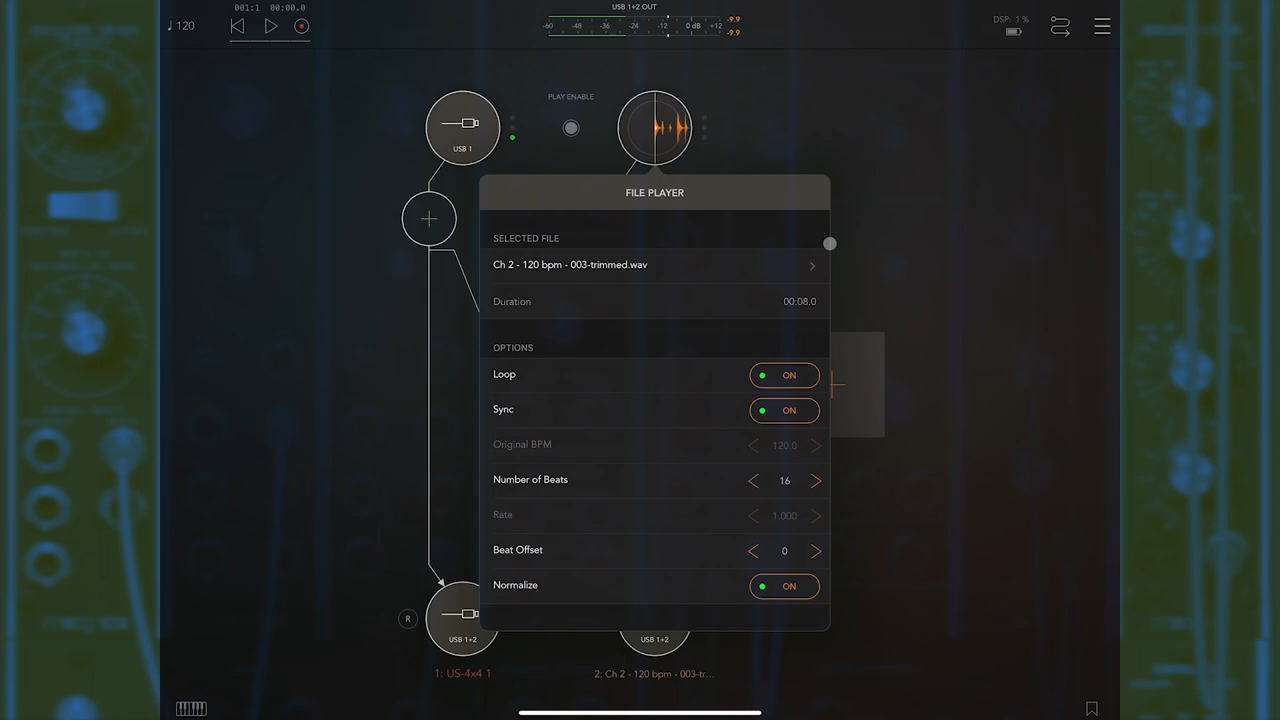 001:1 00:00.0
♩ 120
USB 1+2 OUT
-60 -48 -36 -24 -12 0 dB +12
-9.9
-9.9
DSP: 1 %
PLAY ENABLE
USB 1
FILE PLAYER
SELECTED FILE
Ch 2 - 120 bpm - 003-trimmed.wav
Duration 00:08.0
OPTIONS
Loop ON
Sync ON
Original BPM 120.0
Number of Beats 16
Rate 1.000
Beat Offset 0
Normalize ON
R
USB 1+2
USB 1+2
1: US-4x4 1
2: Ch 2 - 120 bpm - 003-tr...